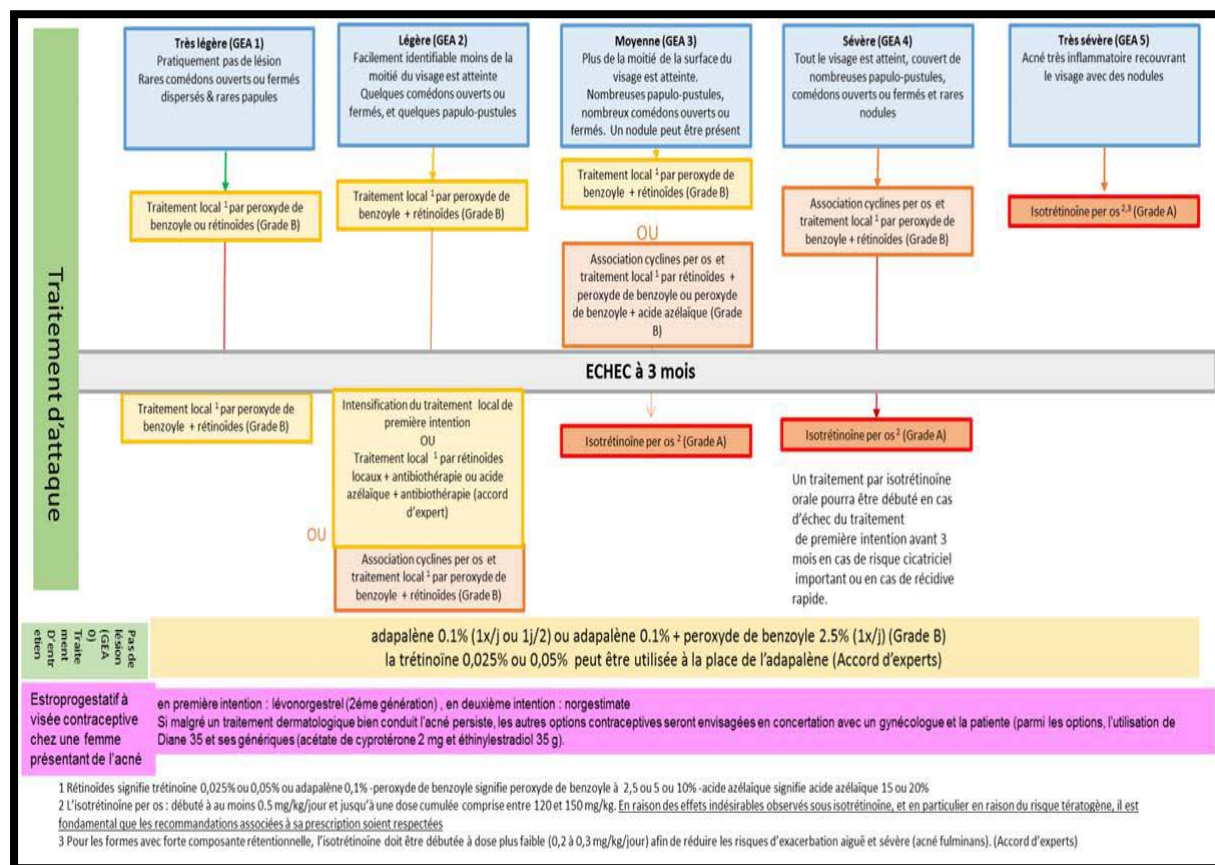 Traitement d'attaque
Très légère (GEA 1)
Pratiquement pas de lésion
Rares comédons ouverts ou fermés
dispersés & rares papules
Légère (GEA 2)
Facilement identifiable moins de la
moitié du visage est atteinte
Quelques comédons ouverts ou
fermés, et quelques papulo-pustules
Moyenne (GEA 3)
Plus de la moitié de la surface du
visage est atteinte.
Nombreuses papulo-pustules,
nombreux comédons ouverts ou
fermés. Un nodule peut être présent
Sévère (GEA 4)
Tout le visage est atteint, couvert de
nombreuses papulo-pustules,
comédons ouverts ou fermés et rares
nodules
Très sévère (GEA 5)
Acné très inflammatoire recouvrant
le visage avec des nodules
Traitement local ¹ par peroxyde de
benzoyle ou rétinoïdes (Grade B)
Traitement local ¹ par peroxyde de
benzoyle + rétinoïdes (Grade B)
Traitement local ¹ par peroxyde de
benzoyle + rétinoïdes (Grade B)
OU
Association cyclines per os et
traitement local ¹ par rétinoïdes +
peroxyde de benzoyle ou peroxyde
de benzoyle + acide azélaïque (Grade
B)
Association cyclines per os et
traitement local ¹ par peroxyde de
benzoyle + rétinoïdes (Grade B)
Isotrétinoïne per os ²,³ (Grade A)
ECHEC à 3 mois
Traitement local ¹ par peroxyde de
benzoyle + rétinoïdes (Grade B)
Intensification du traitement local de
première intention
OU
Traitement local ¹ par rétinoïdes
locaux + antibiothérapie ou acide
azélaïque + antibiothérapie (accord
d'expert)
OU
Association cyclines per os et
traitement local ¹ par peroxyde de
benzoyle + rétinoïdes (Grade B)
Isotrétinoïne per os ² (Grade A)
Isotrétinoïne per os ² (Grade A)
Un traitement par isotrétinoïne
orale pourra être débuté en cas
d'échec du traitement
de première intention avant 3
mois en cas de risque cicatriciel
important ou en cas de récidive
rapide.
Pas de
lésion
(GEA
0)
Traite
ment
D'entr
etien
adapalène 0.1% (1x/j ou 1j/2) ou adapalène 0.1% + peroxyde de benzoyle 2.5% (1x/j) (Grade B)
la trétinoïne 0,025% ou 0,05% peut être utilisée à la place de l'adapalène (Accord d'experts)
Estroprogestatif à
visée contraceptive
chez une femme
présentant de l'acné
en première intention : lévonorgestrel (2éme génération) , en deuxième intention : norgestimate
Si malgré un traitement dermatologique bien conduit l'acné persiste, les autres options contraceptives seront envisagées en concertation avec un gynécologue et la patiente (parmi les options, l'utilisation de
Diane 35 et ses génériques (acétate de cyprotérone 2 mg et éthinylestradiol 35 g).
1 Rétinoïdes signifie trétinoïne 0,025% ou 0,05% ou adapalène 0,1% -peroxyde de benzoyle signifie peroxyde de benzoyle à 2,5 ou 5 ou 10% -acide azélaïque signifie acide azélaïque 15 ou 20%
2 L'isotrétinoïne per os : débuté à au moins 0.5 mg/kg/jour et jusqu'à une dose cumulée comprise entre 120 et 150 mg/kg. En raison des effets indésirables observés sous isotrétinoïne, et en particulier en raison du risque tératogène, il est
fondamental que les recommandations associées à sa prescription soient respectées
3 Pour les formes avec forte composante rétentionnelle, l'isotrétinoïne doit être débutée à dose plus faible (0,2 à 0,3 mg/kg/jour) afin de réduire les risques d'exacerbation aiguë et sévère (acné fulminans). (Accord d'experts)